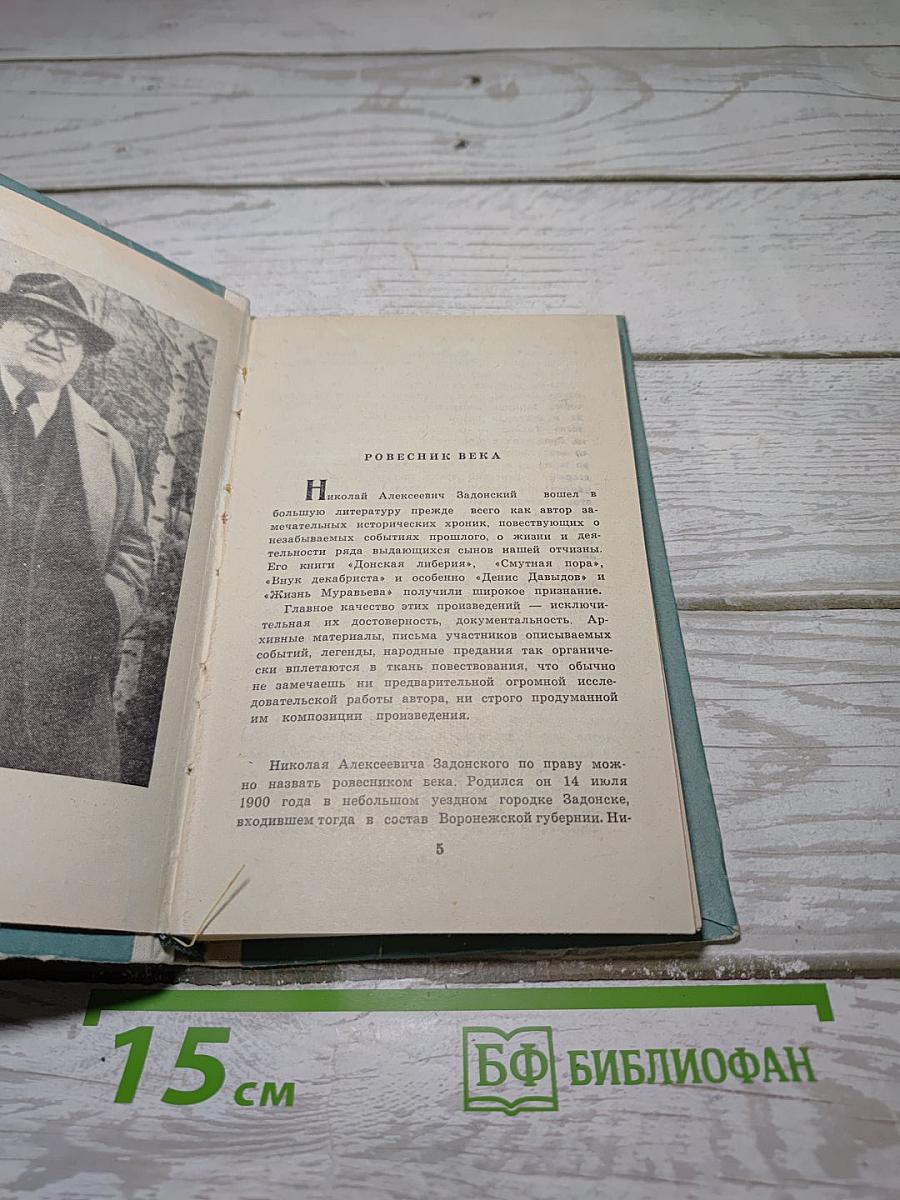 РОВЕСНИК ВЕКА
Николай Алексеевич Задонский вошел в
большую литературу прежде всего как автор за-
мечательных исторических хроник, повествующих о
незабываемых событиях прошлого, о жизни и дея-
тельности ряда выдающихся сынов нашей отчизны.
Его книги «Донская либерия», «Смутная пора»,
«Внук декабриста» и особенно «Денис Давыдов» и
«Жизнь Муравьева» получили широкое признание.
Главное качество этих произведений — исключи-
тельная их достоверность, документальность. Ар-
хивные материалы, письма участников описываемых
событий, легенды, народные предания так органиче-
ски вплетаются в ткань повествования, что обычно
не замечаешь ни предварительной огромной иссле-
довательской работы автора, ни строго продуманной
им композиции произведения.
Николая Алексеевича Задонского по праву мож-
но назвать ровесником века. Родился он 14 июля
1900 года в небольшом уездном городке Задонске,
входившем тогда в состав Воронежской губернии. Ни-
5
15 см
БФ БИБЛИОФАН